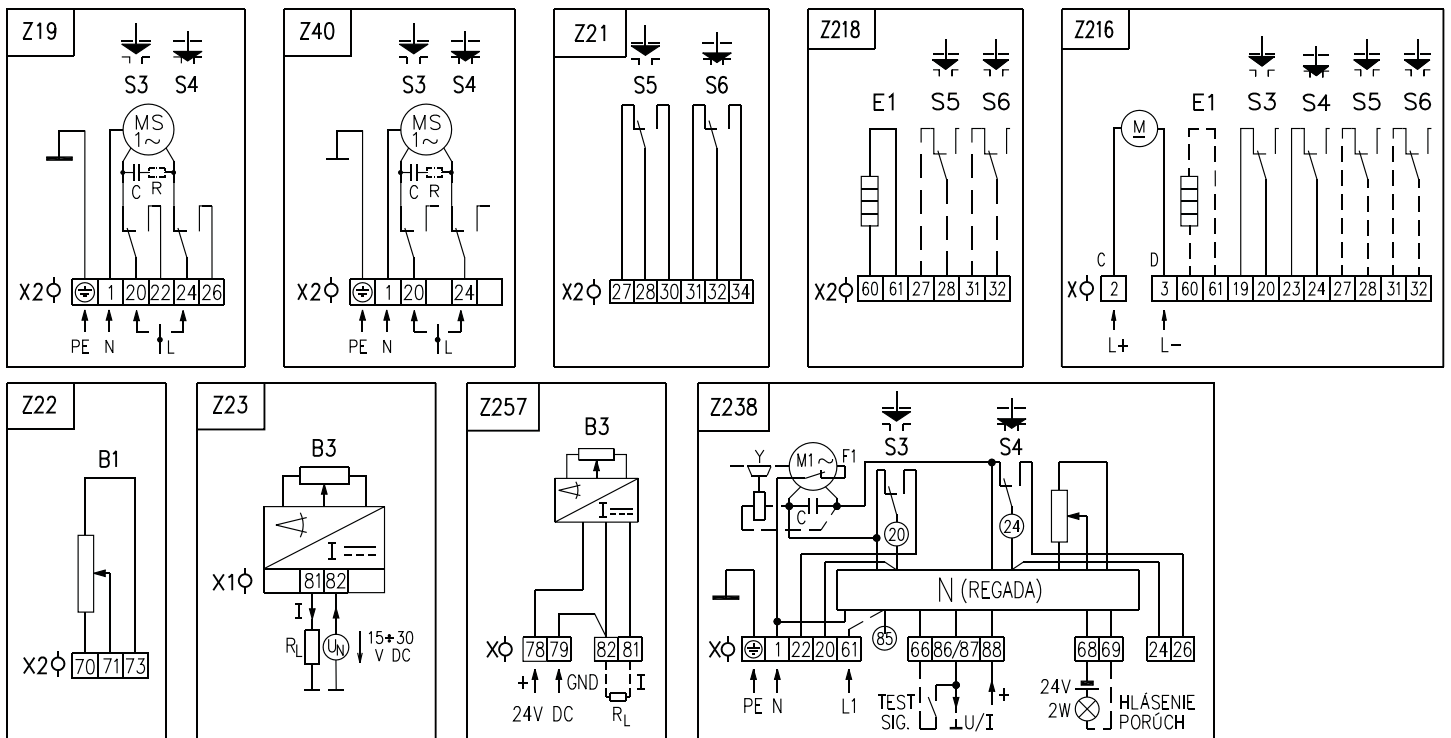 Z19
S3 S4
MS
1~
C R
X2
1 20 22 24 26
PE N L
Z40
S3 S4
MS
1~
C R
X2
1 20 24
PE N L
Z21
S5 S6
X2
27 28 30 31 32 34
Z218
E1 S5 S6
X2
60 61 27 28 31 32
Z216
M E1 S3 S4 S5 S6
C D
X
2 3 60 61 19 20 23 24 27 28 31 32
L+ L-
Z22
B1
X2
70 71 73
Z23
B3
I
X1
81 82
I
RL UN 15÷30
V DC
Z257
B3
I
X
78 79 82 81
+ GND I
24V DC RL
Z238
S3 S4
Y M1~ F1
C
20 24
N (REGADA)
85
X
1 22 20 61 66 86/87 88 68 69 24 26
PE N L1
TEST
SIG.
U/I
+
24V
2W
HLÁSENIE
PORÚCH